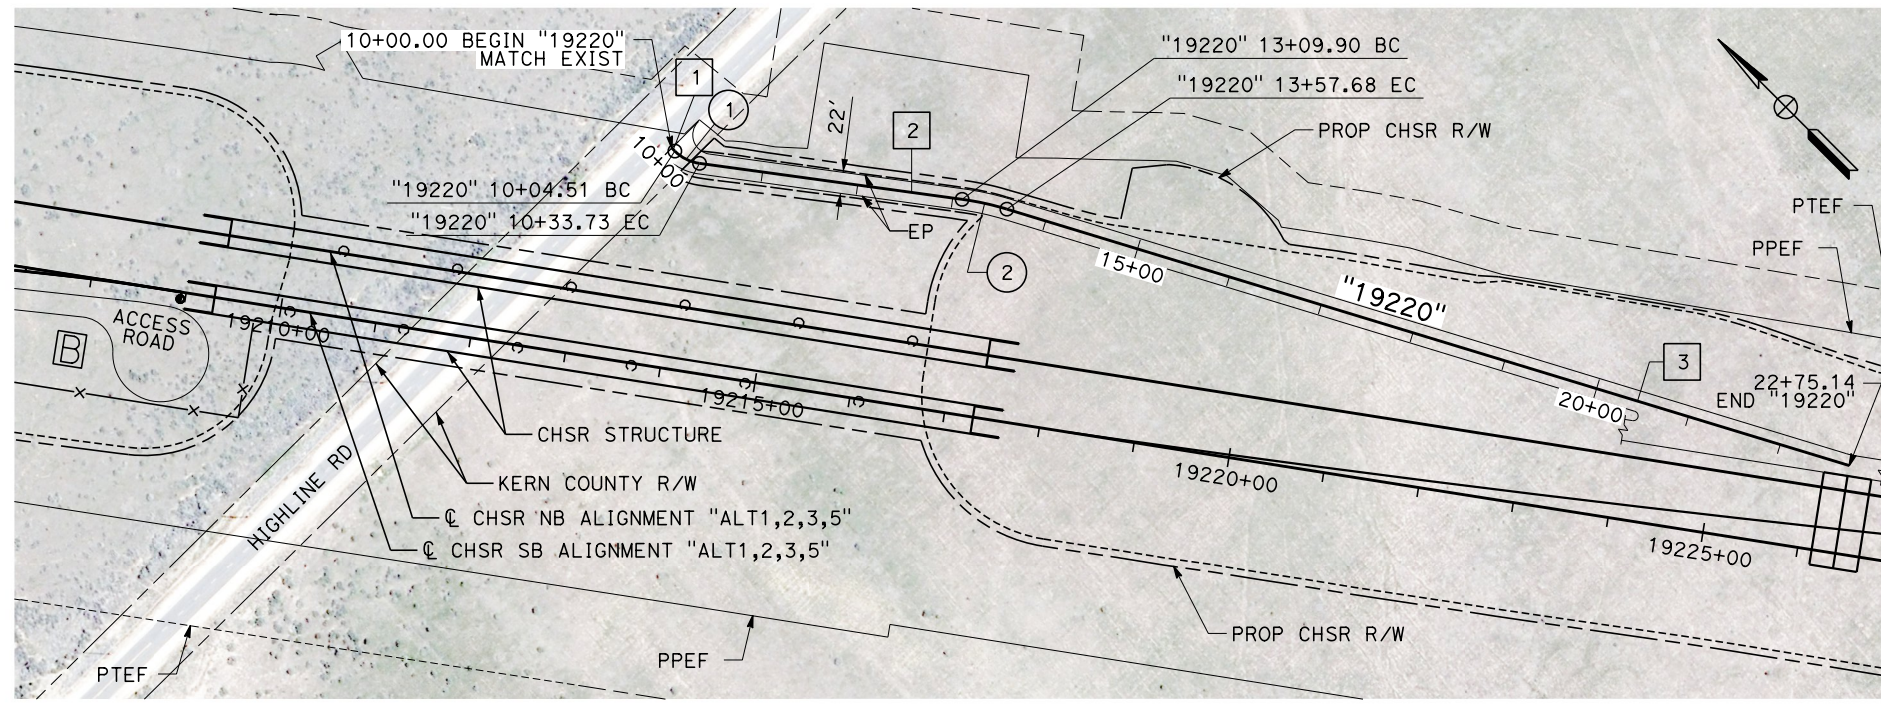 10+00.00 BEGIN "19220"
MATCH EXIST
1
1
2
22'
"19220" 13+09.90 BC
"19220" 13+57.68 EC
PROP CHSR R/W
10+00
"19220" 10+04.51 BC
"19220" 10+33.73 EC
EP
2
15+00
"19220"
PTEF
PPEF
ACCESS
ROAD
B
19210+00
19215+00
3
22+75.14
END "19220"
20+00
CHSR STRUCTURE
KERN COUNTY R/W
19220+00
HIGHLINE RD
℄ CHSR NB ALIGNMENT "ALT1,2,3,5"
℄ CHSR SB ALIGNMENT "ALT1,2,3,5"
19225+00
PROP CHSR R/W
PTEF
PPEF